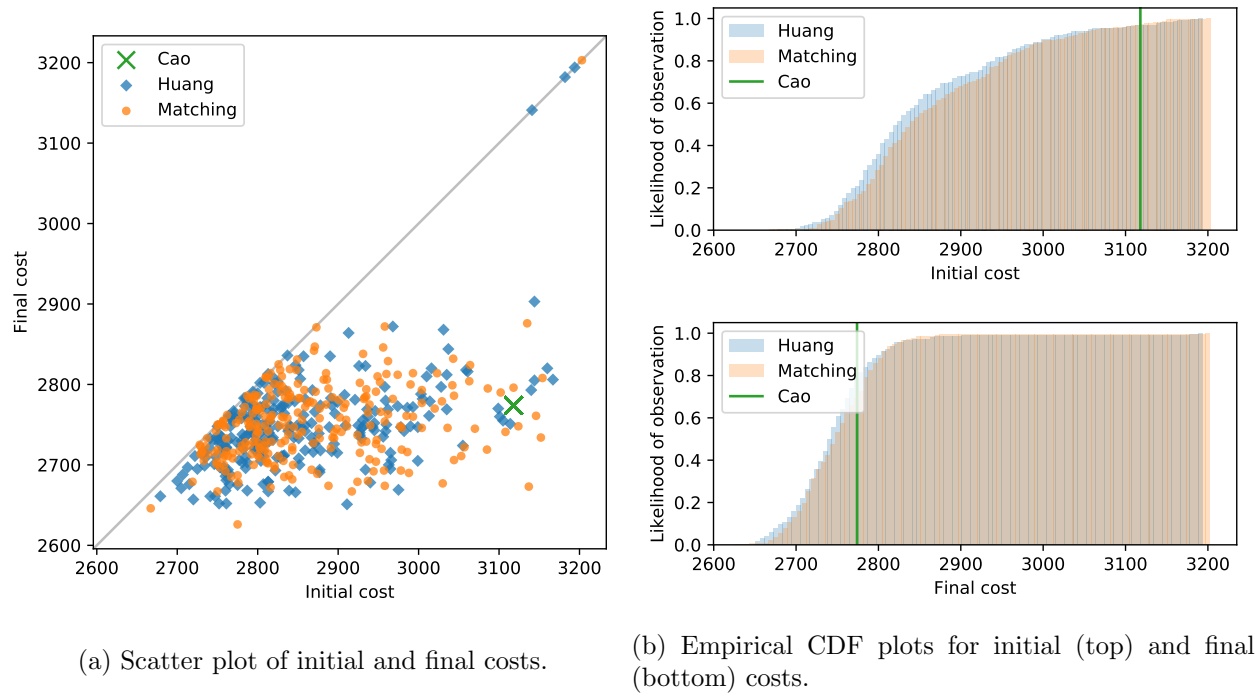 Cao
Huang
Matching
3200
3100
3000
2900
2800
2700
2600
Final cost
2600 2700 2800 2900 3000 3100 3200
Initial cost
(a) Scatter plot of initial and final costs.
Likelihood of observation
1.0
0.8
0.6
0.4
0.2
0.0
Huang
Matching
Cao
2600 2700 2800 2900 3000 3100 3200
Initial cost
Likelihood of observation
1.0
0.8
0.6
0.4
0.2
0.0
Huang
Matching
Cao
2600 2700 2800 2900 3000 3100 3200
Final cost
(b) Empirical CDF plots for initial (top) and final
(bottom) costs.